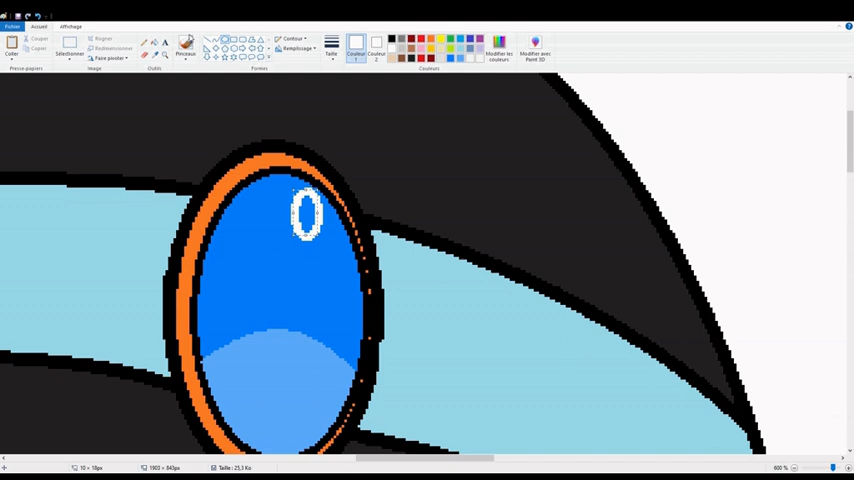 Fichier Accueil Affichage
Coller
Couper
Copier
Presse-papiers
Sélectionner
Rogner
Redimensionner
Faire pivoter
Image
A
Outils
Pinceaux
Contour
Remplissage
Formes
Taille
Couleur 1
Couleur 2
Modifier les couleurs
Couleurs
Modifier avec Paint 3D
10 × 18px
1903 × 843px
Taille : 25,3 Ko
600 %